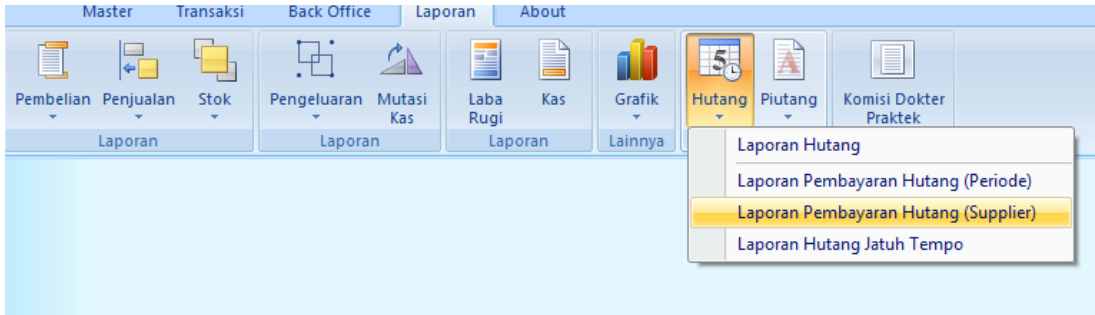 Master Transaksi Back Office Laporan About
Pembelian Penjualan Stok Pengeluaran Mutasi Kas Laba Rugi Kas Grafik Hutang Piutang Komisi Dokter Praktek
Laporan Laporan Laporan Lainnya
Laporan Hutang
Laporan Pembayaran Hutang (Periode)
Laporan Pembayaran Hutang (Supplier)
Laporan Hutang Jatuh Tempo